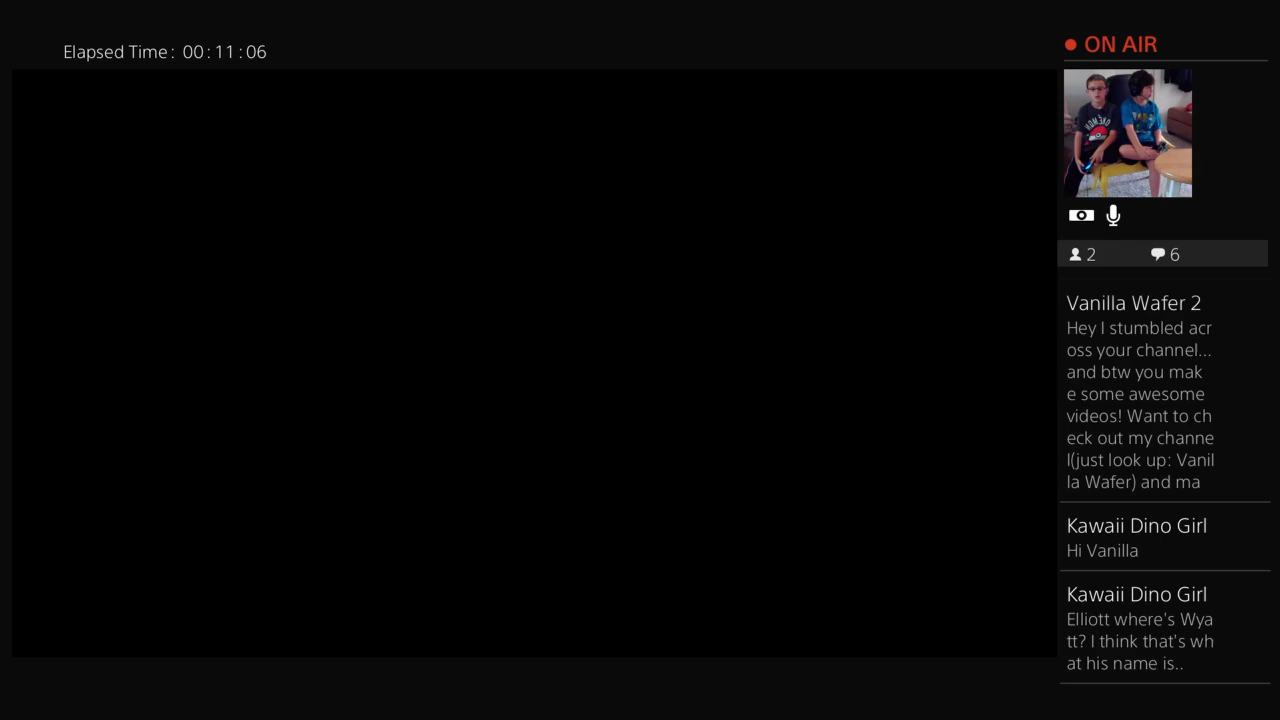 Elapsed Time: 00:11:06
ON AIR
2
6
Vanilla Wafer 2
Hey I stumbled acr
oss your channel...
and btw you mak
e some awesome
videos! Want to ch
eck out my channe
l(just look up: Vanil
la Wafer) and ma
Kawaii Dino Girl
Hi Vanilla
Kawaii Dino Girl
Elliott where's Wya
tt? I think that's wh
at his name is..